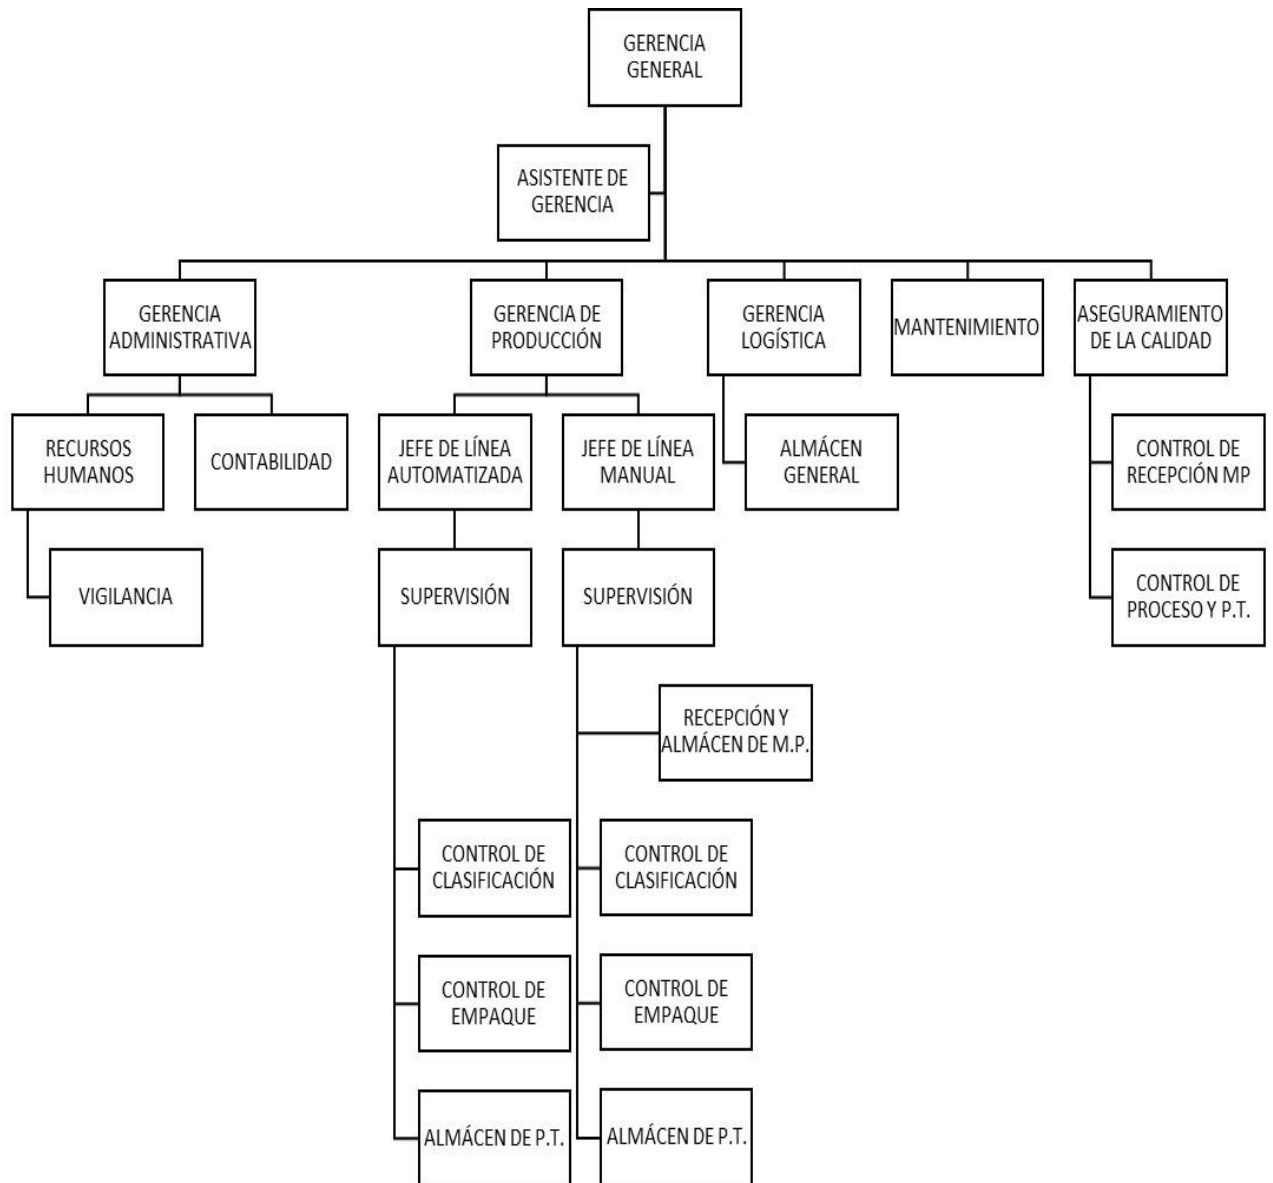 GERENCIA
GENERAL
ASISTENTE DE
GERENCIA
GERENCIA
ADMINISTRATIVA
GERENCIA DE
PRODUCCIÓN
GERENCIA
LOGÍSTICA
MANTENIMIENTO
ASEGURAMIENTO
DE LA CALIDAD
RECURSOS
HUMANOS
CONTABILIDAD
JEFE DE LÍNEA
AUTOMATIZADA
JEFE DE LÍNEA
MANUAL
ALMÁCEN
GENERAL
CONTROL DE
RECEPCIÓN MP
VIGILANCIA
SUPERVISIÓN
SUPERVISIÓN
CONTROL DE
PROCESO Y P.T.
RECEPCIÓN Y
ALMÁCEN DE M.P.
CONTROL DE
CLASIFICACIÓN
CONTROL DE
CLASIFICACIÓN
CONTROL DE
EMPAQUE
CONTROL DE
EMPAQUE
ALMÁCEN DE P.T.
ALMÁCEN DE P.T.